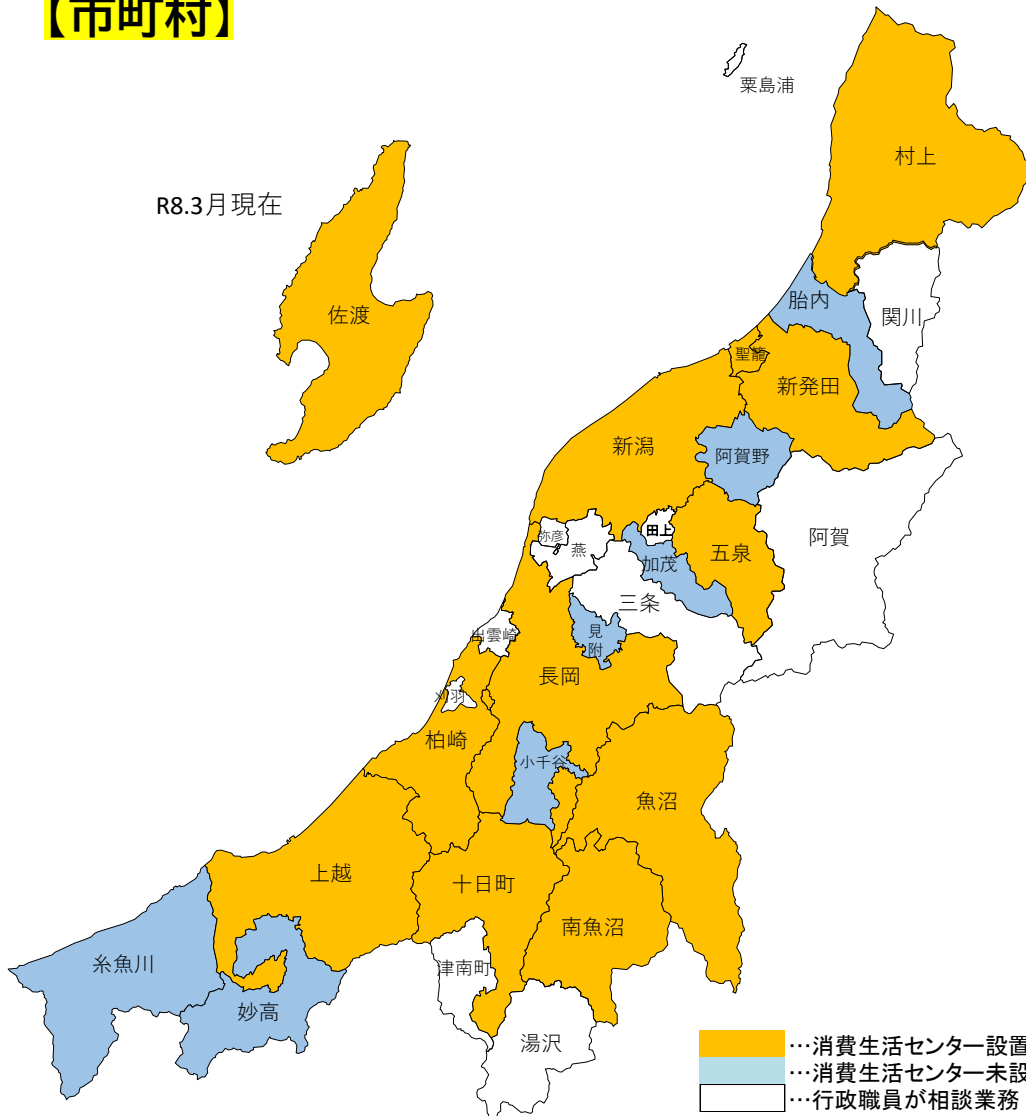 【市町村】
粟島浦
村上
R8.3月現在
佐渡
胎内
関川
聖籠
新発田
新潟
阿賀野
弥彦
燕
田上
五泉
阿賀
加茂
三条
出雲崎
見
附
長岡
刈羽
柏崎
小千谷
魚沼
上越
十日町
南魚沼
糸魚川
津南町
妙高
湯沢
…消費生活センター設置
…消費生活センター未設
…行政職員が相談業務